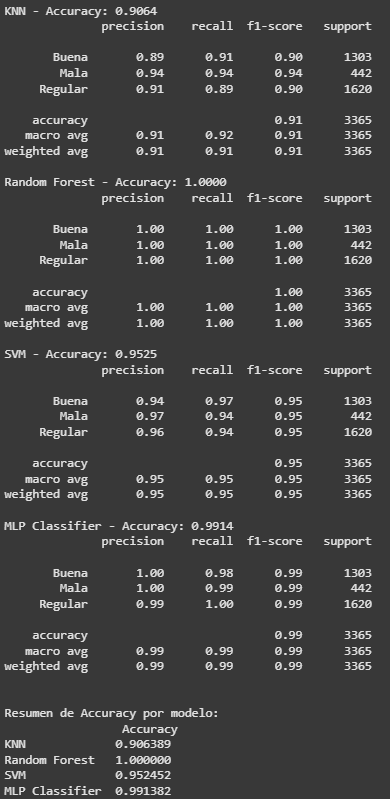 KNN - Accuracy: 0.9064
precision recall f1-score support
Buena 0.89 0.91 0.90 1303
Mala 0.94 0.94 0.94 442
Regular 0.91 0.89 0.90 1620
accuracy 0.91 3365
macro avg 0.91 0.92 0.91 3365
weighted avg 0.91 0.91 0.91 3365
Random Forest - Accuracy: 1.0000
precision recall f1-score support
Buena 1.00 1.00 1.00 1303
Mala 1.00 1.00 1.00 442
Regular 1.00 1.00 1.00 1620
accuracy 1.00 3365
macro avg 1.00 1.00 1.00 3365
weighted avg 1.00 1.00 1.00 3365
SVM - Accuracy: 0.9525
precision recall f1-score support
Buena 0.94 0.97 0.95 1303
Mala 0.97 0.94 0.95 442
Regular 0.96 0.94 0.95 1620
accuracy 0.95 3365
macro avg 0.95 0.95 0.95 3365
weighted avg 0.95 0.95 0.95 3365
MLP Classifier - Accuracy: 0.9914
precision recall f1-score support
Buena 1.00 0.98 0.99 1303
Mala 1.00 0.99 0.99 442
Regular 0.99 1.00 0.99 1620
accuracy 0.99 3365
macro avg 0.99 0.99 0.99 3365
weighted avg 0.99 0.99 0.99 3365
Resumen de Accuracy por modelo:
Accuracy
KNN 0.906389
Random Forest 1.000000
SVM 0.952452
MLP Classifier 0.991382